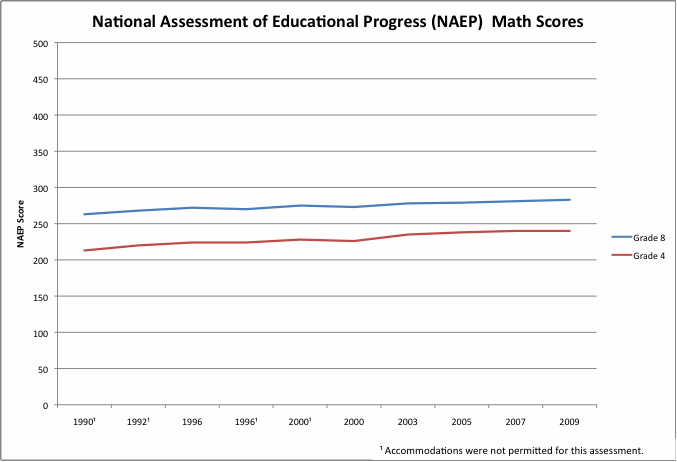 National Assessment of Educational Progress (NAEP)  Math Scores
500
450
400
350
300
250
200
150
100
50
0
NAEP Score
Grade 8
Grade 4
1990¹ 1992¹ 1996 1996¹ 2000¹ 2000 2003 2005 2007 2009
¹ Accommodations were not permitted for this assessment.